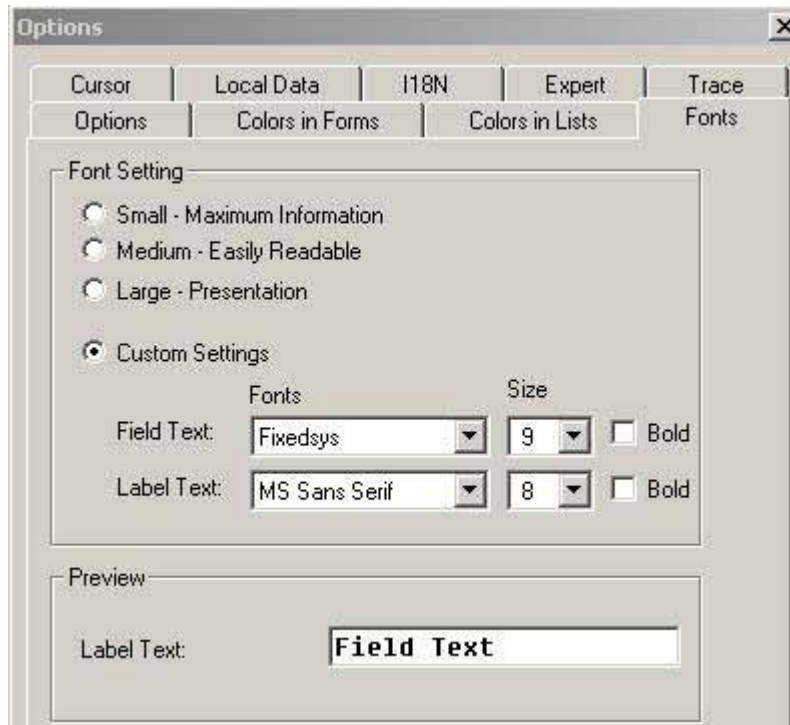 Options
Cursor Local Data I18N Expert Trace
Options Colors in Forms Colors in Lists Fonts
Font Setting
Small - Maximum Information
Medium - Easily Readable
Large - Presentation
Custom Settings
Fonts Size
Field Text: Fixedsys 9 Bold
Label Text: MS Sans Serif 8 Bold
Preview
Label Text: Field Text